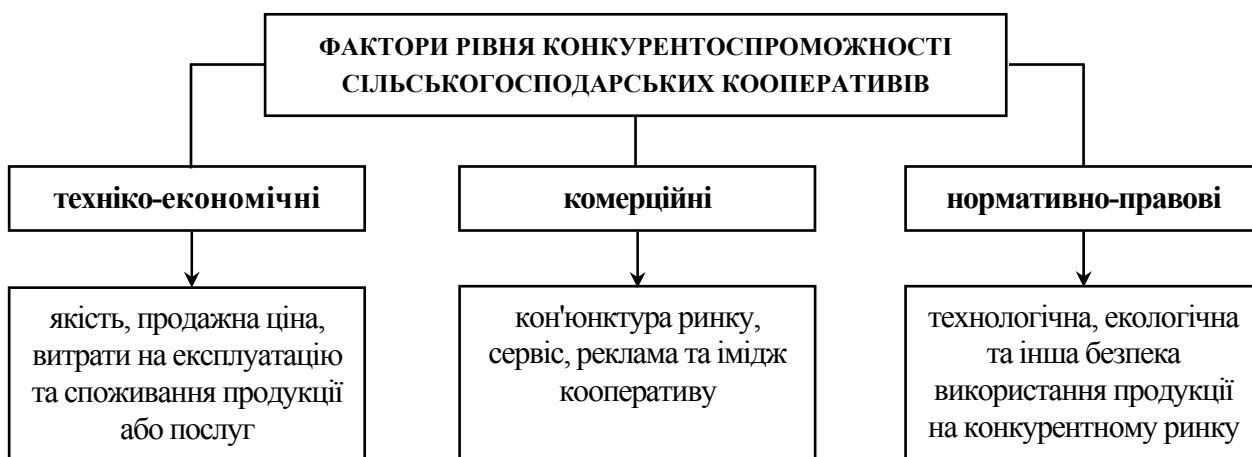 ФАКТОРИ РІВНЯ КОНКУРЕНТОСПРОМОЖНОСТІ
СІЛЬСЬКОГОСПОДАРСЬКИХ КООПЕРАТИВІВ
техніко-економічні
комерційні
нормативно-правові
якість, продажна ціна,
витрати на експлуатацію
та споживання продукції
або послуг
кон'юнктура ринку,
сервіс, реклама та імідж
кооперативу
технологічна, екологічна
та інша безпека
використання продукції
на конкурентному ринку